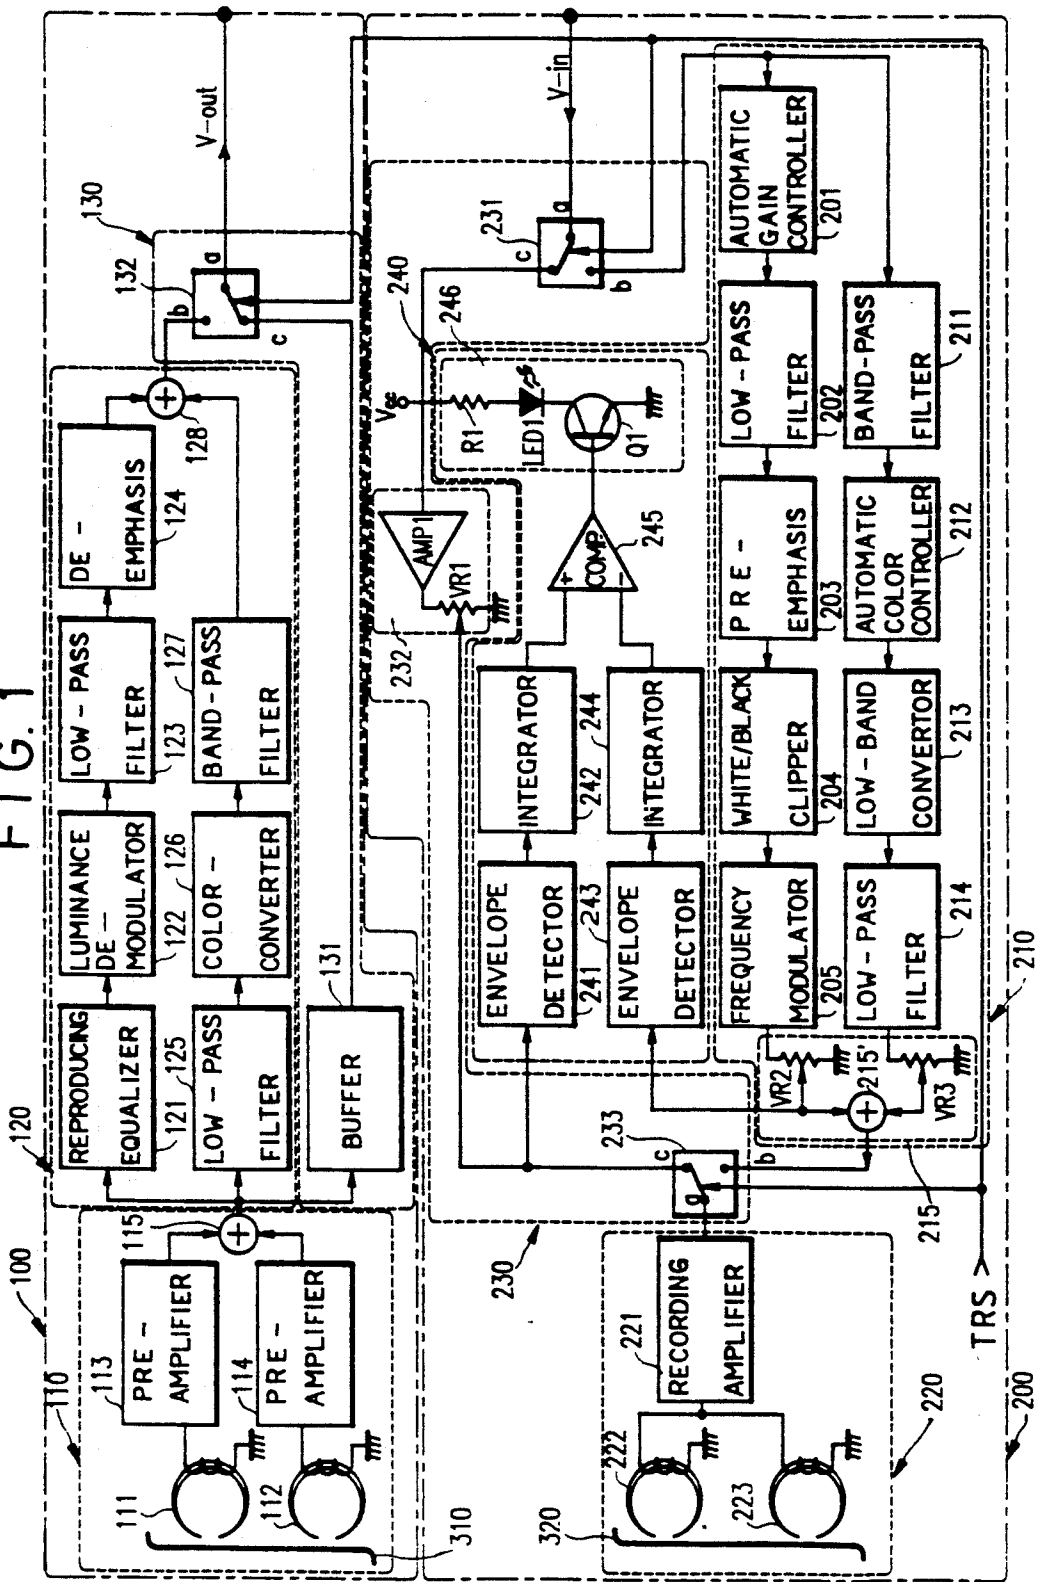 FIG. 1
100
110
113
PRE-
AMPLIFIER
114
PRE-
AMPLIFIER
111
112
310
115
120
REPRODUCING
EQUALIZER
121
LUMINANCE
DE-
MODULATOR
122
LOW-PASS
FILTER
123
DE-
EMPHASIS
124
125
LOW-PASS
FILTER
126
COLOR-
CONVERTER
127
BAND-PASS
FILTER
128
131
BUFFER
130
132
a
b
c
V-out
V-in
231
a
b
c
232
AMP1
VR1
240
246
Vcc
R1
LED1
Q1
COMP.
+
−
245
ENVELOPE
DETECTOR
241
INTEGRATOR
242
243
ENVELOPE
DETECTOR
244
INTEGRATOR
AUTOMATIC
GAIN
CONTROLLER
201
LOW-PASS
FILTER
202
PRE-
EMPHASIS
203
WHITE/BLACK
CLIPPER
204
FREQUENCY
MODULATOR
205
BAND-PASS
FILTER
211
AUTOMATIC
COLOR
CONTROLLER
212
LOW-BAND
CONVERTOR
213
LOW-PASS
FILTER
214
VR2
215'
VR3
215
210
233
a
b
c
230
221
RECORDING
AMPLIFIER
222
223
320
220
200
TRS